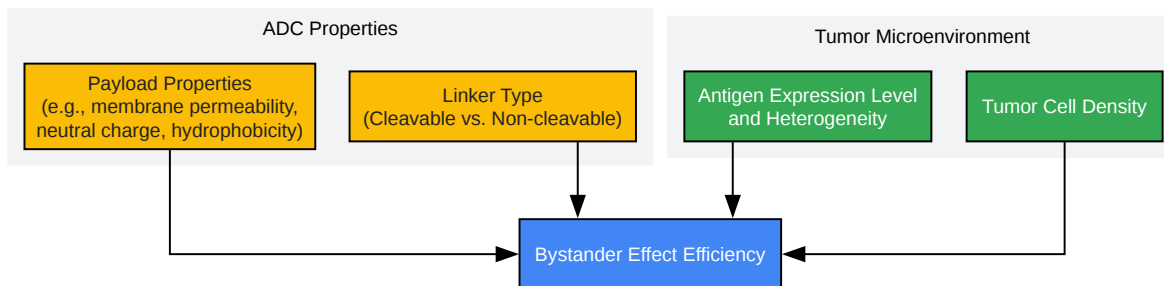 ADC Properties
Payload Properties
(e.g., membrane permeability,
neutral charge, hydrophobicity)
Linker Type
(Cleavable vs. Non-cleavable)
Tumor Microenvironment
Antigen Expression Level
and Heterogeneity
Tumor Cell Density
Bystander Effect Efficiency